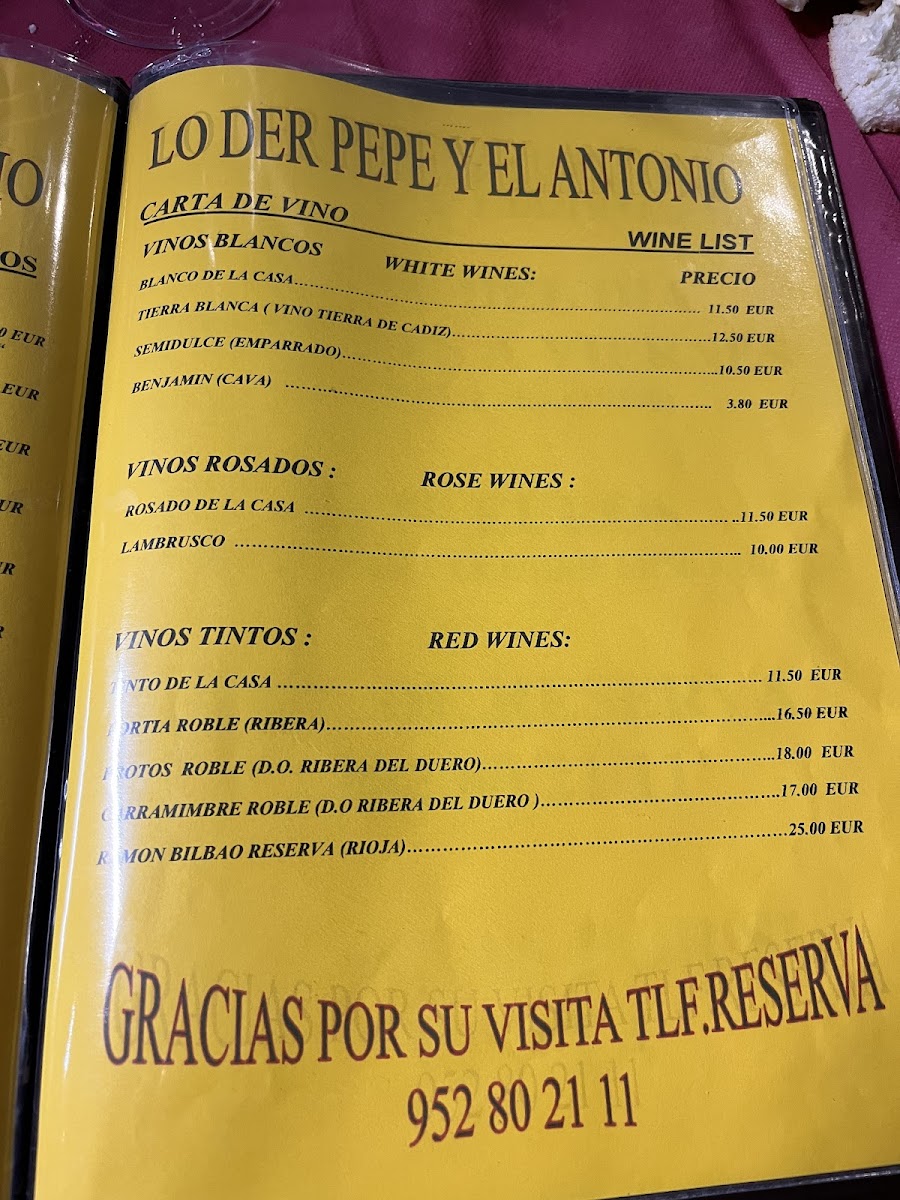 LO DER PEPE Y EL ANTONIO
CARTA DE VINO
WINE LIST
VINOS BLANCOS WHITE WINES: PRECIO
BLANCO DE LA CASA.......... 11.50 EUR
TIERRA BLANCA ( VINO TIERRA DE CADIZ)..........12.50 EUR
SEMIDULCE (EMPARRADO)..........10.50 EUR
BENJAMIN (CAVA) .......... 3.80 EUR
VINOS ROSADOS : ROSE WINES :
ROSADO DE LA CASA ..........11.50 EUR
LAMBRUSCO .......... 10.00 EUR
VINOS TINTOS : RED WINES:
TINTO DE LA CASA .......... 11.50 EUR
PORTIA ROBLE (RIBERA)..........16.50 EUR
PROTOS ROBLE (D.O. RIBERA DEL DUERO)..........18.00 EUR
CARRAMIMBRE ROBLE (D.O RIBERA DEL DUERO )..........17.00 EUR
RAMON BILBAO RESERVA (RIOJA)..........25.00 EUR
GRACIAS POR SU VISITA TLF.RESERVA
952 80 21 11